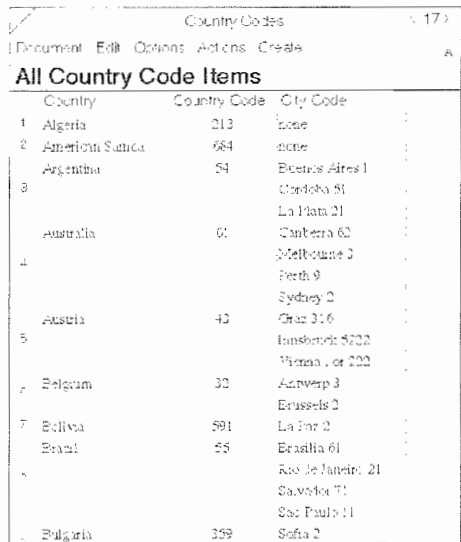 Country Codes < 17 >
Document Edit Options Actions Create A
All Country Code Items
Country Country Code City Code
1 Algeria 213 none
2 American Samoa 684 none
Argentina 54 Buenos Aires 1
3 Cordoba 51
La Plata 21
Australia 61 Canberra 62
4 Melbourne 3
Perth 9
Sydney 2
Austria 43 Graz 316
5 Innsbruck 5222
Vienna 1 or 222
Belgium 32 Antwerp 3
Brussels 2
7 Bolivia 591 La Paz 2
Brazil 55 Brasilia 61
Rio de Janeiro 21
Salvador 71
Sao Paulo 11
Bulgaria 359 Sofia 2